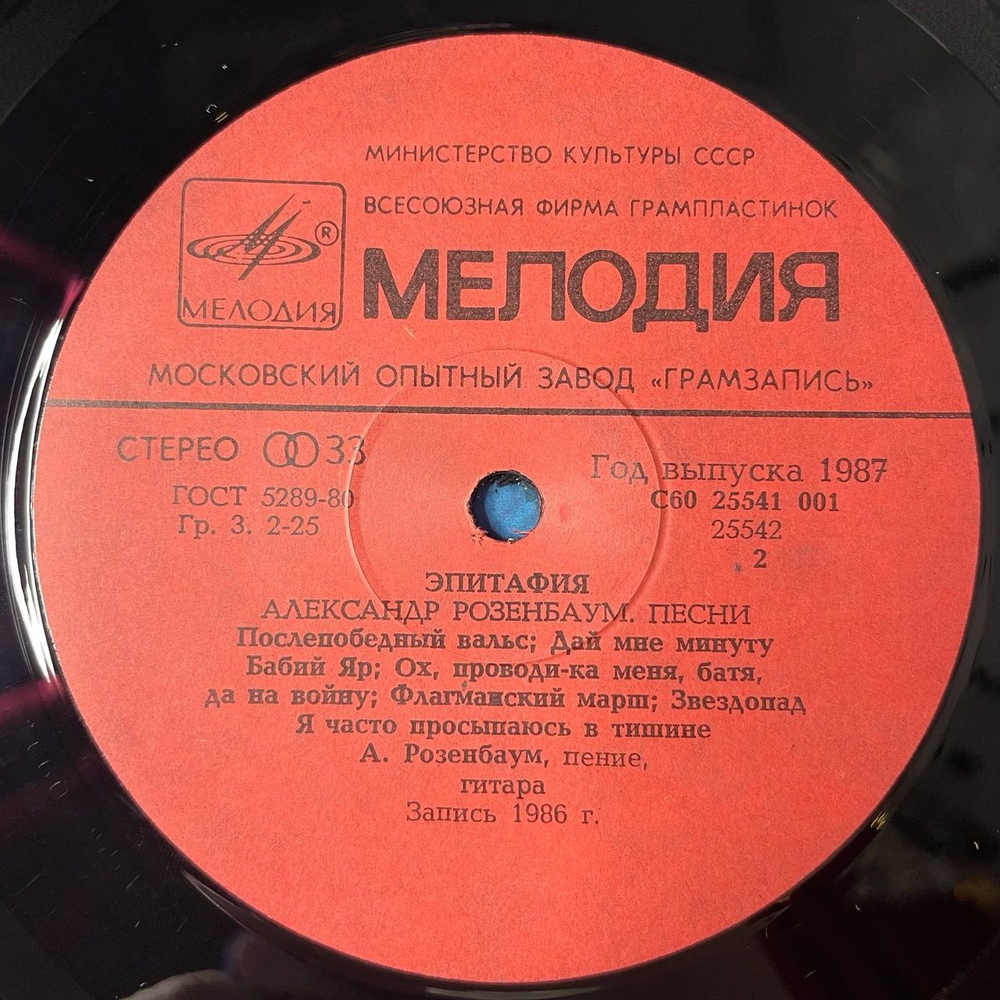 МИНИСТЕРСТВО КУЛЬТУРЫ СССР
ВСЕСОЮЗНАЯ ФИРМА ГРАМПЛАСТИНОК
®
МЕЛОДИЯ
МЕЛОДИЯ
МОСКОВСКИЙ ОПЫТНЫЙ ЗАВОД «ГРАМЗАПИСЬ»
СТЕРЕО 33
Год выпуска 1987
ГОСТ 5289-80
С60 25541 001
Гр. 3. 2-25
25542
2
ЭПИТАФИЯ
АЛЕКСАНДР РОЗЕНБАУМ. ПЕСНИ
Послепобедный вальс; Дай мне минуту
Бабий Яр; Ох, проводи-ка меня, батя,
да на войну; Флагманский марш; Звездопад
Я часто просыпаюсь в тишине
А. Розенбаум, пение,
гитара
Запись 1986 г.